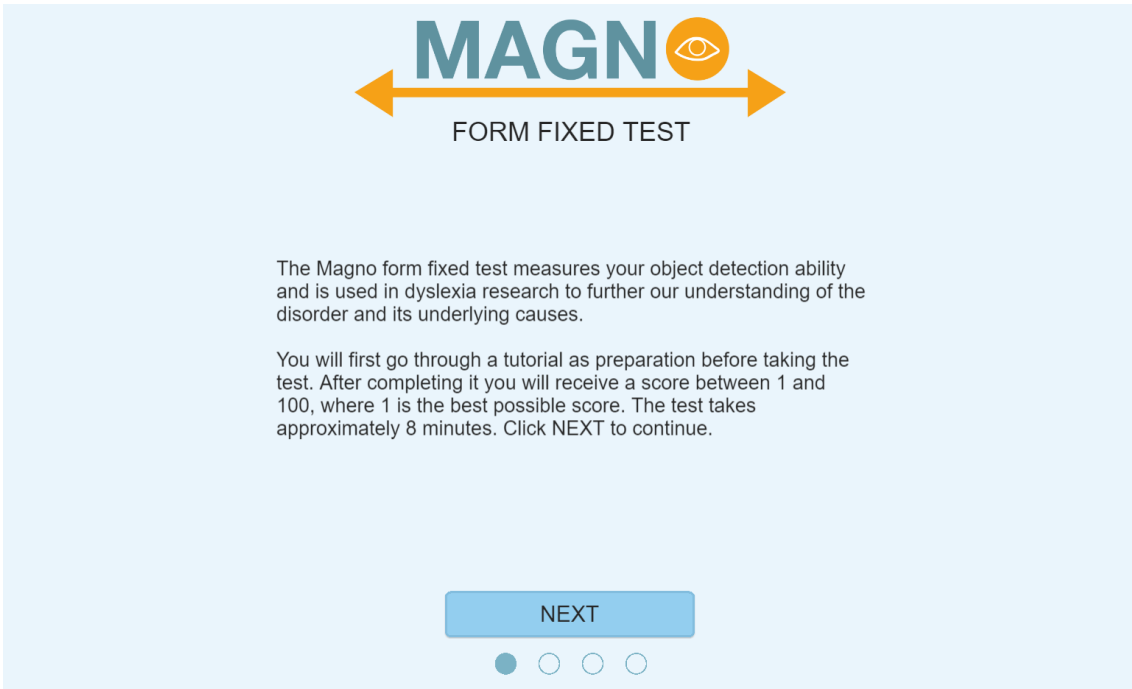 MAGNO
FORM FIXED TEST
The Magno form fixed test measures your object detection ability
and is used in dyslexia research to further our understanding of the
disorder and its underlying causes.
You will first go through a tutorial as preparation before taking the
test. After completing it you will receive a score between 1 and
100, where 1 is the best possible score. The test takes
approximately 8 minutes. Click NEXT to continue.
NEXT